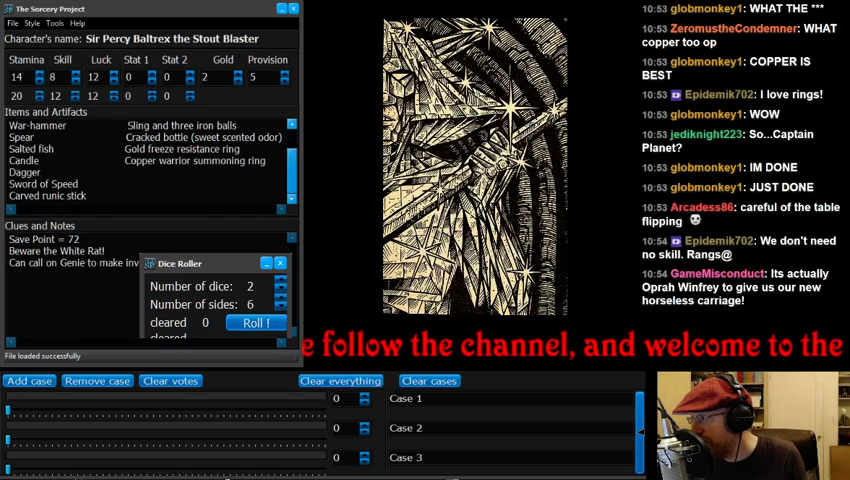 The Sorcery Project
File Style Tools Help
Character's name: Sir Percy Baltrex the Stout Blaster
Stamina Skill Luck Stat 1 Stat 2 Gold Provision
14 8 12 0 0 2 5
20 12 12 0 0
Items and Artifacts
War-hammer Sling and three iron balls
Spear Cracked bottle (sweet scented odor)
Salted fish Gold freeze resistance ring
Candle Copper warrior summoning ring
Dagger
Sword of Speed
Carved runic stick
Clues and Notes
Save Point = 72
Beware the White Rat!
Can call on Genie to make inv
Dice Roller
Number of dice: 2
Number of sides: 6
cleared 0 Roll !
cleared
File loaded successfully
10:53 globmonkey1: WHAT THE ***
10:53 ZeromustheCondemner: WHAT
copper too op
10:53 globmonkey1: COPPER IS
BEST
10:53 Epidemik702: I love rings!
10:53 globmonkey1: WOW
10:53 jediknight223: So...Captain
Planet?
10:53 globmonkey1: IM DONE
10:53 globmonkey1: JUST DONE
10:53 Arcadess86: careful of the table
flipping
10:54 Epidemik702: We don't need
no skill. Rangs@
10:54 GameMisconduct: Its actually
Oprah Winfrey to give us our new
horseless carriage!
e follow the channel, and welcome to the
Add case Remove case Clear votes Clear everything Clear cases
0 Case 1
0 Case 2
0 Case 3